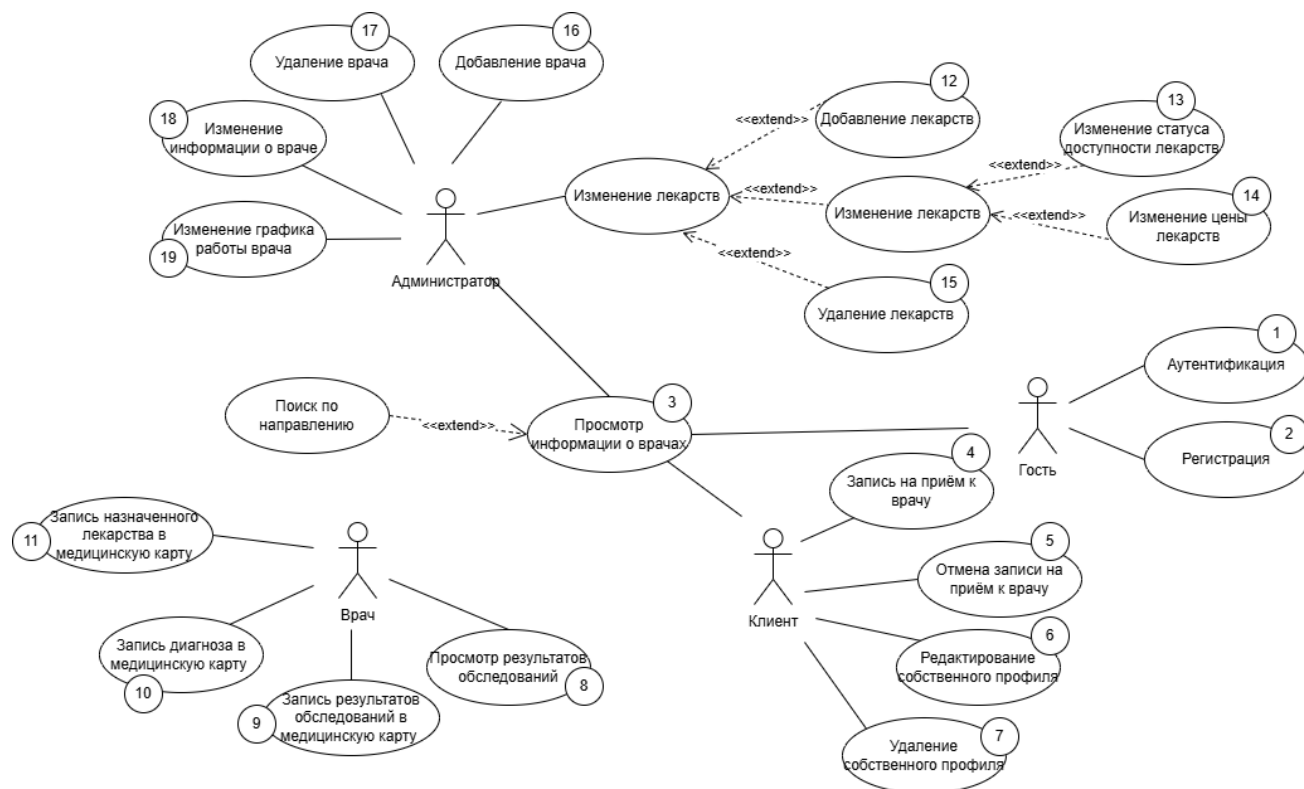 17
Удаление врача
16
Добавление врача
18
Изменение
информации о враче
Изменение графика
работы врача
19
Администратор
Изменение лекарств
<<extend>>
12
Добавление лекарств
<<extend>>
Изменение лекарств
<<extend>>
13
Изменение статуса
доступности лекарств
<<extend>>
14
Изменение цены
лекарств
<<extend>>
15
Удаление лекарств
1
Аутентификация
2
Регистрация
Гость
Поиск по
направлению
<<extend>>
3
Просмотр
информации о врачах
4
Запись на приём к
врачу
5
Отмена записи на
приём к врачу
Клиент
6
Редактирование
собственного профиля
7
Удаление
собственного профиля
Запись назначенного
лекарства в
медицинскую карту
11
Врач
Запись диагноза в
медицинскую карту
10
Запись результатов
обследований в
медицинскую карту
9
Просмотр результатов
обследований
8